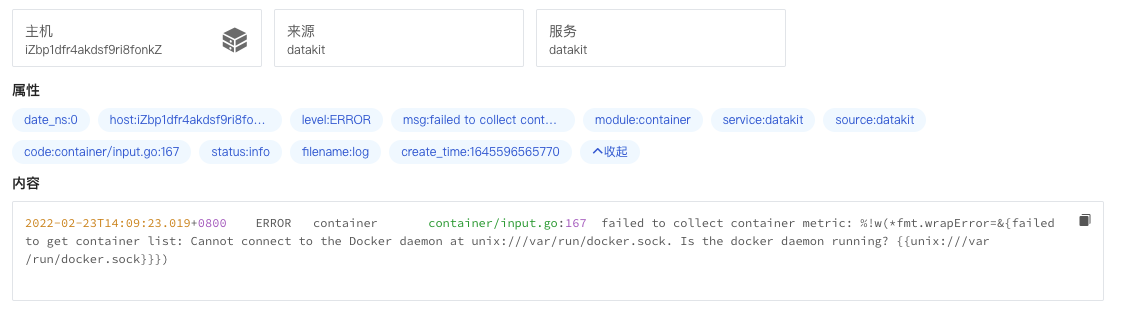 主机
iZbp1dfr4akdsf9ri8fonkZ
来源
datakit
服务
datakit
属性
date_ns:0
host:iZbp1dfr4akdsf9ri8fo...
level:ERROR
msg:failed to collect cont...
module:container
service:datakit
source:datakit
code:container/input.go:167
status:info
filename:log
create_time:1645596565770
收起
内容
2022-02-23T14:09:23.019+0800 ERROR container container/input.go:167 failed to collect container metric: %!w(*fmt.wrapError=&{failed
to get container list: Cannot connect to the Docker daemon at unix:///var/run/docker.sock. Is the docker daemon running? {{unix:///var
/run/docker.sock}}})